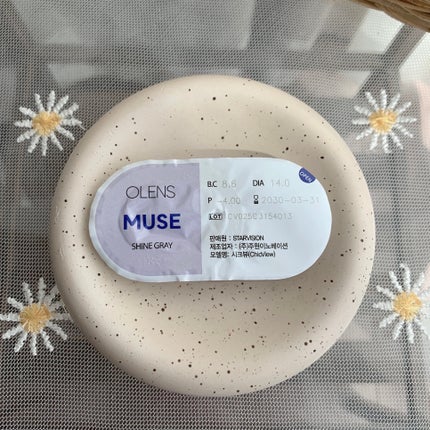 OLENS
MUSE
SHINE GRAY
B.C 8.6 DIA 14.0
P -4.00 2030-03-31
LOT CV025C3154013
판매원 : STARVISION
제조업자 : (주)주원이노베이션
모델명: 시크뷰(ChicView)
OPEN